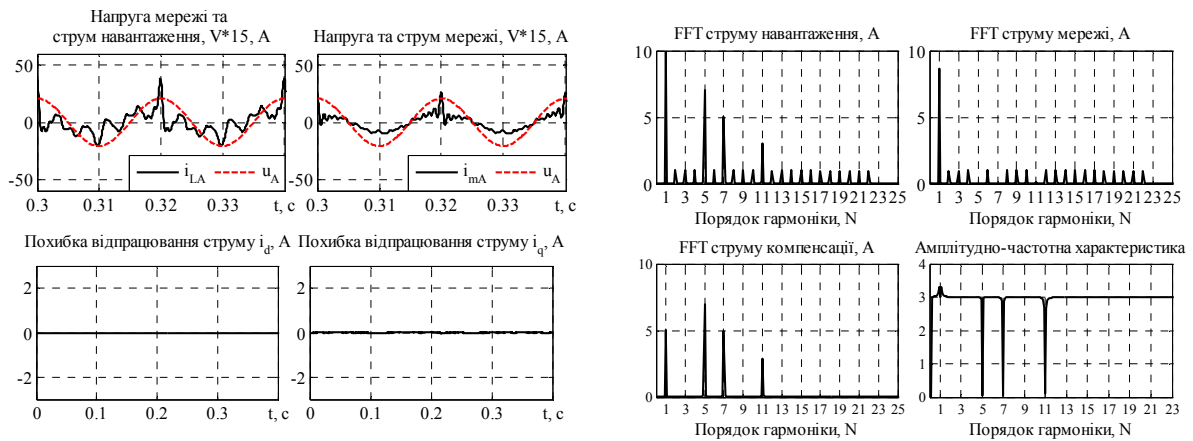 Напруга мережі та
струм навантаження, V*15, A
50
0
-50
i_LA
u_A
0.3 0.31 0.32 0.33 t, c
Напруга та струм мережі, V*15, A
50
0
-50
i_mA
u_A
0.3 0.31 0.32 0.33 t, c
Похибка відпрацювання струму i_d, A
2
0
-2
0 0.1 0.2 0.3 t, c
Похибка відпрацювання струму i_q, A
2
0
-2
0 0.1 0.2 0.3 t, c
FFT струму навантаження, A
10
5
0
1 3 5 7 9 11 13 15 17 19 21 23 25
Порядок гармоніки, N
FFT струму мережі, A
10
5
0
1 3 5 7 9 11 13 15 17 19 21 23 25
Порядок гармоніки, N
FFT струму компенсації, A
10
5
0
1 3 5 7 9 11 13 15 17 19 21 23 25
Порядок гармоніки, N
Амплітудно-частотна характеристика
4
3
2
1
0
1 3 5 7 9 11 13 15 17 19 21 23
Порядок гармоніки, N